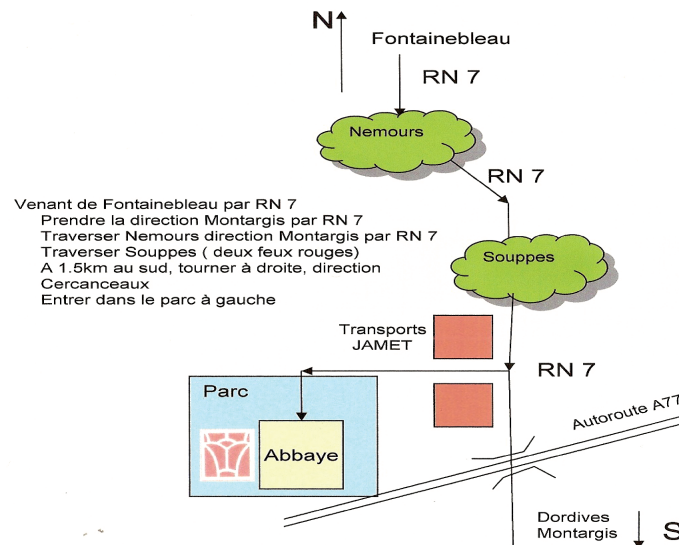 N
Fontainebleau
RN 7
Nemours
RN 7
Venant de Fontainebleau par RN 7
Prendre la direction Montargis par RN 7
Traverser Nemours direction Montargis par RN 7
Traverser Souppes ( deux feux rouges)
A 1.5km au sud, tourner à droite, direction
Cercanceaux
Entrer dans le parc à gauche
Souppes
Transports
JAMET
RN 7
Parc
Abbaye
Autoroute A77
Dordives
Montargis
S